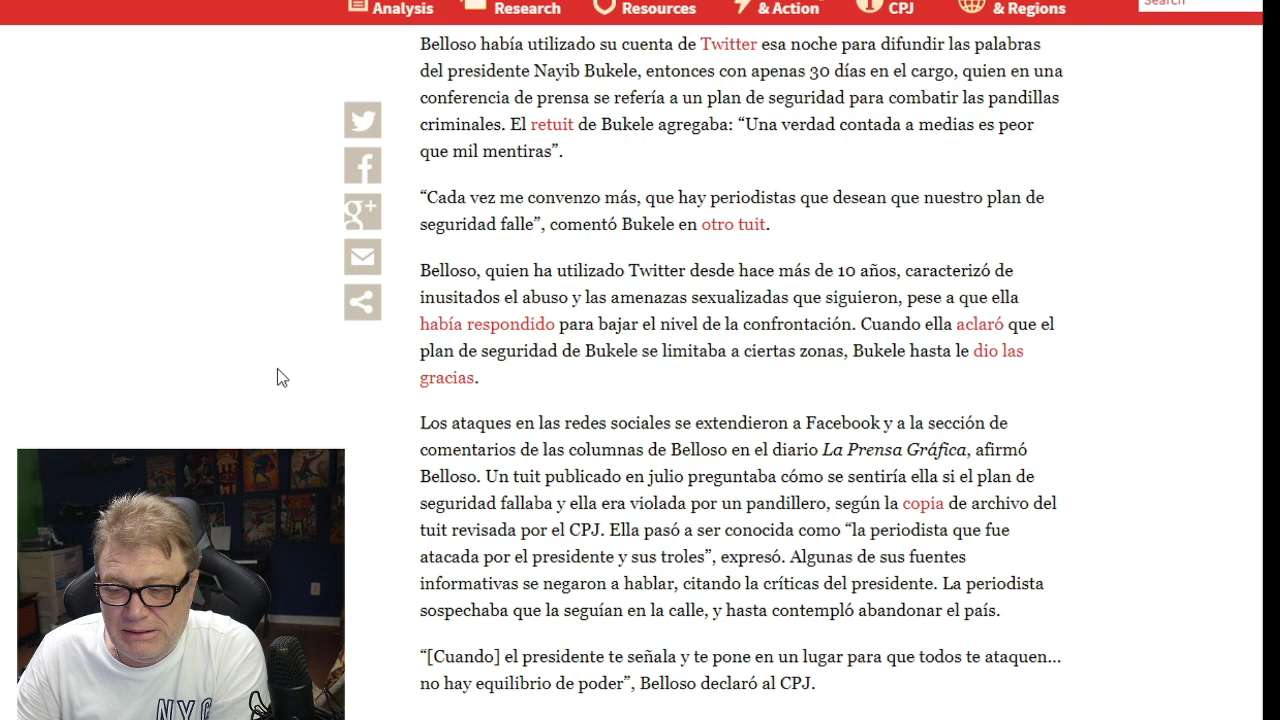 Analysis
Research
Resources
& Action
CPJ
& Regions
Search
Belloso había utilizado su cuenta de Twitter esa noche para difundir las palabras
del presidente Nayib Bukele, entonces con apenas 30 días en el cargo, quien en una
conferencia de prensa se refería a un plan de seguridad para combatir las pandillas
criminales. El retuit de Bukele agregaba: “Una verdad contada a medias es peor
que mil mentiras”.
“Cada vez me convenzo más, que hay periodistas que desean que nuestro plan de
seguridad falle”, comentó Bukele en otro tuit.
Belloso, quien ha utilizado Twitter desde hace más de 10 años, caracterizó de
inusitados el abuso y las amenazas sexualizadas que siguieron, pese a que ella
había respondido para bajar el nivel de la confrontación. Cuando ella aclaró que el
plan de seguridad de Bukele se limitaba a ciertas zonas, Bukele hasta le dio las
gracias.
Los ataques en las redes sociales se extendieron a Facebook y a la sección de
comentarios de las columnas de Belloso en el diario La Prensa Gráfica, afirmó
Belloso. Un tuit publicado en julio preguntaba cómo se sentiría ella si el plan de
seguridad fallaba y ella era violada por un pandillero, según la copia de archivo del
tuit revisada por el CPJ. Ella pasó a ser conocida como “la periodista que fue
atacada por el presidente y sus troles”, expresó. Algunas de sus fuentes
informativas se negaron a hablar, citando la críticas del presidente. La periodista
sospechaba que la seguían en la calle, y hasta contempló abandonar el país.
“[Cuando] el presidente te señala y te pone en un lugar para que todos te ataquen...
no hay equilibrio de poder”, Belloso declaró al CPJ.
NYC